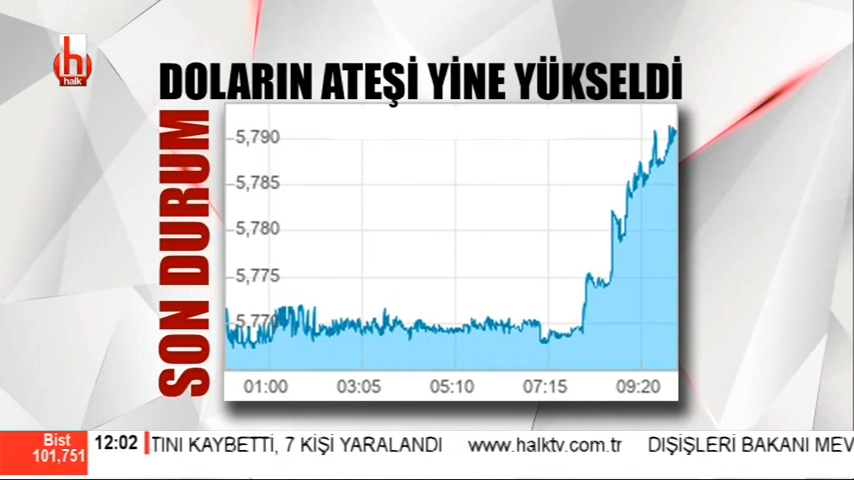 halk
DOLARIN ATEŞİ YİNE YÜKSELDİ
SON DURUM
5,790
5,785
5,780
5,775
5,770
01:00 03:05 05:10 07:15 09:20
Bist
101,751
12:02
TINI KAYBETTİ, 7 KİŞİ YARALANDI www.halktv.com.tr DIŞİŞLERİ BAKANI MEV